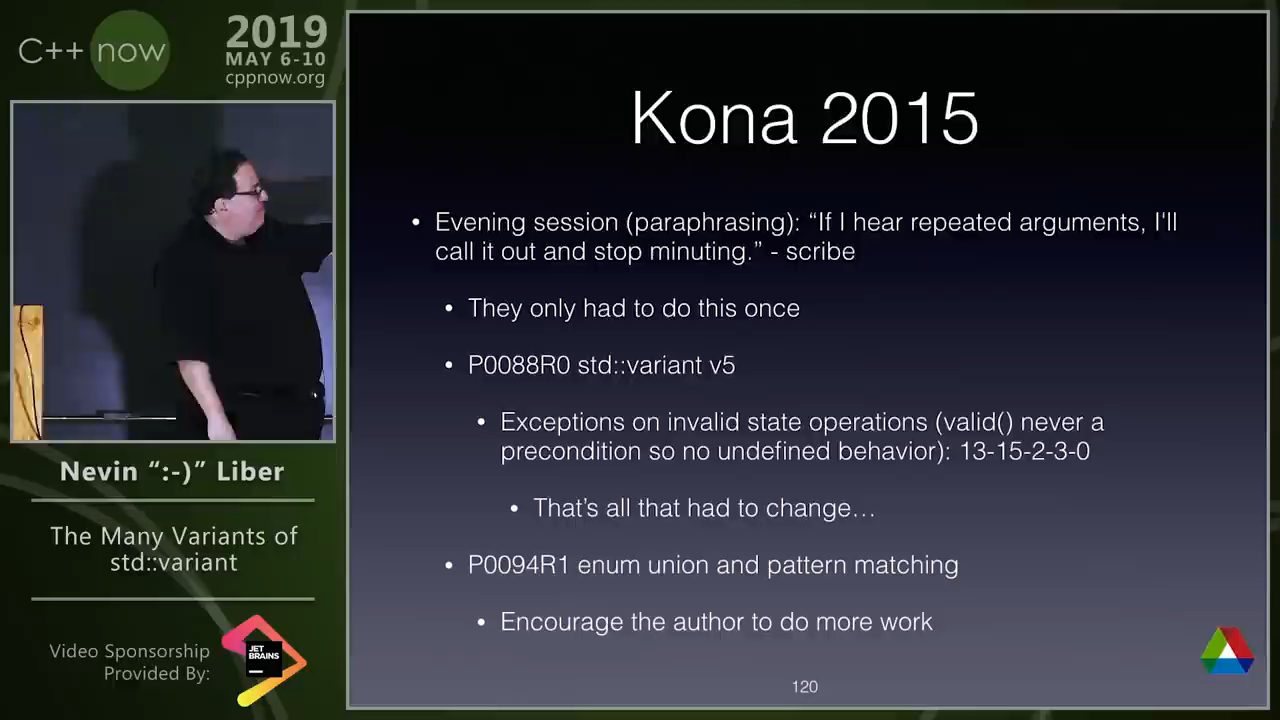 C++ now
2019
MAY 6-10
cppnow.org
Nevin “:-)” Liber
The Many Variants of
std::variant
Video Sponsorship
Provided By:
JET
BRAINS
Kona 2015
• Evening session (paraphrasing): “If I hear repeated arguments, I'll
call it out and stop minuting.” - scribe
• They only had to do this once
• P0088R0 std::variant v5
• Exceptions on invalid state operations (valid() never a
precondition so no undefined behavior): 13-15-2-3-0
• That’s all that had to change…
• P0094R1 enum union and pattern matching
• Encourage the author to do more work
120